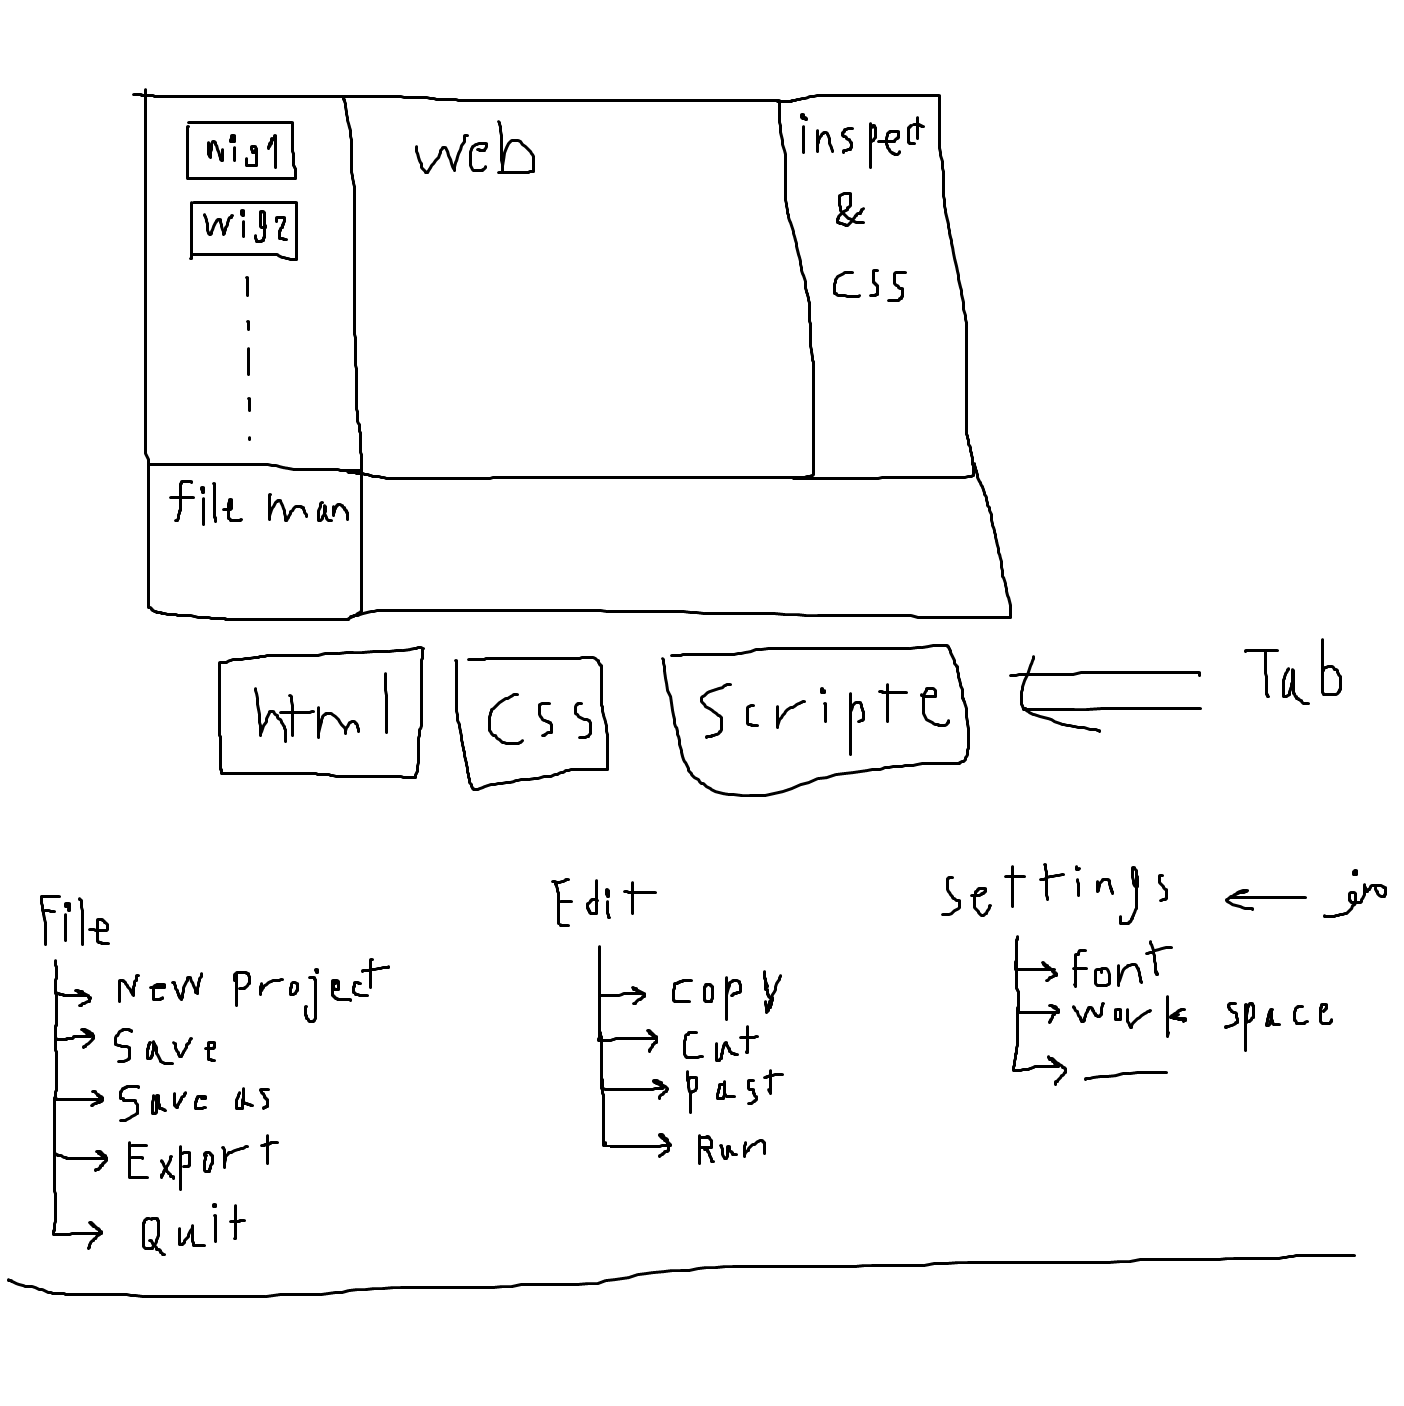 wig1
web
inspect
&
css
wig2
file man
html
css
Scripte
Tab
File
New Project
Save
Save as
Export
Quit
Edit
copy
cut
past
Run
settings
font
work space